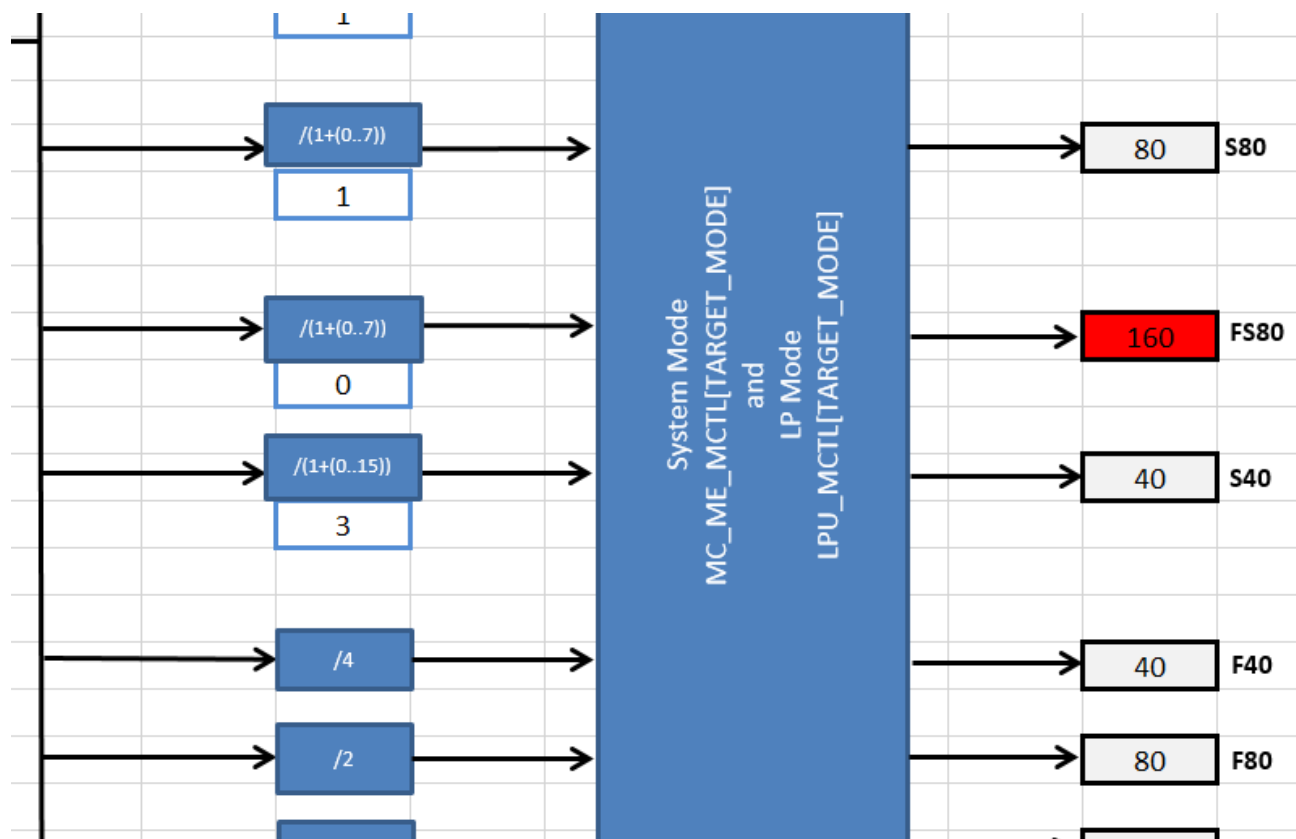 1
/(1+(0..7))
1
80
S80
/(1+(0..7))
0
160
FS80
/(1+(0..15))
3
40
S40
System Mode
MC_ME_MCTL[TARGET_MODE]
and
LP Mode
LPU_MCTL[TARGET_MODE]
/4
40
F40
/2
80
F80